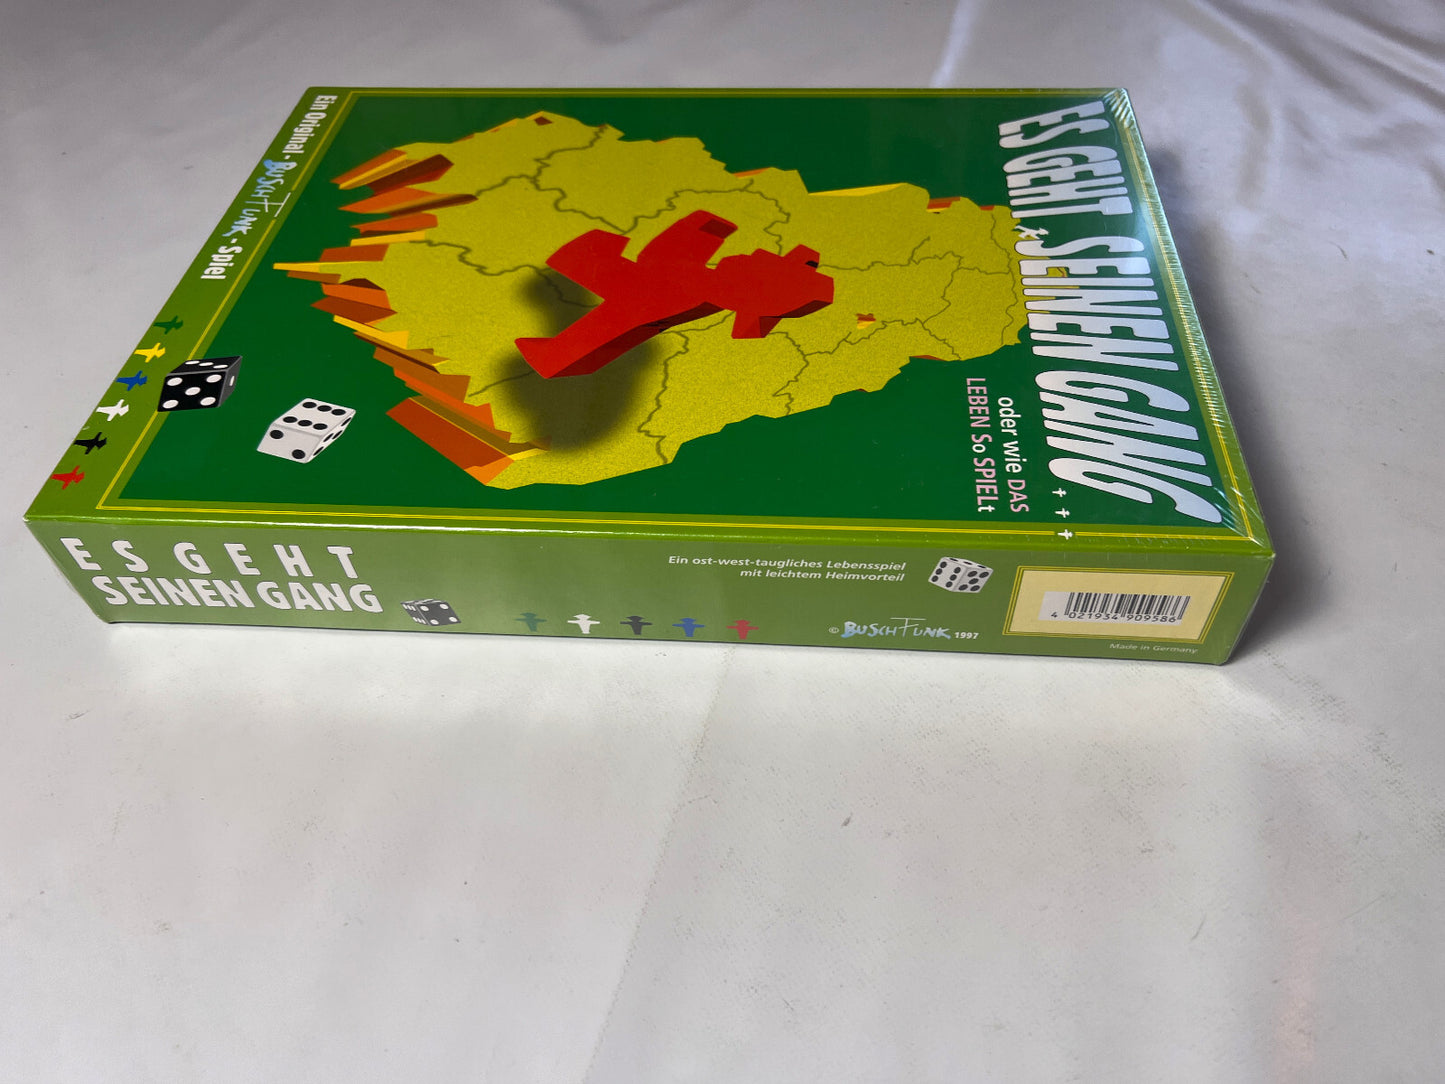 ES GEHT SEINEN GANG
oder wie DAS
LEBEN So SPIELt
Ein Original - BUSCHFUNK - Spiel
ES GEHT
SEINEN GANG
Ein ost-west-taugliches Lebensspiel
mit leichtem Heimvorteil
© BUSCHFUNK 1997
4 021934 909586
Made in Germany